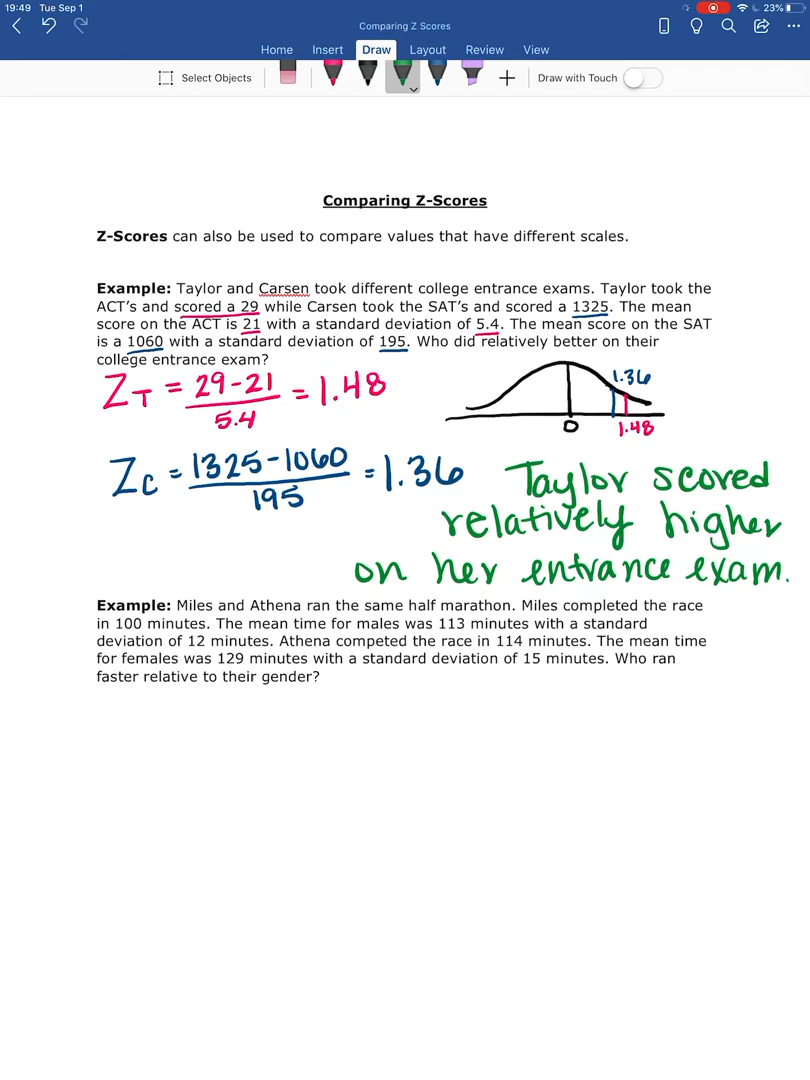 19:49 Tue Sep 1
23%
Comparing Z Scores
Home Insert Draw Layout Review View
Select Objects
Draw with Touch
Comparing Z-Scores
Z-Scores can also be used to compare values that have different scales.
Example: Taylor and Carsen took different college entrance exams. Taylor took the
ACT's and scored a 29 while Carsen took the SAT's and scored a 1325. The mean
score on the ACT is 21 with a standard deviation of 5.4. The mean score on the SAT
is a 1060 with a standard deviation of 195. Who did relatively better on their
college entrance exam?
Z_T = (29-21)/5.4 = 1.48
1.36
0 1.48
Z_C = (1325-1060)/195 = 1.36
Taylor scored
relatively higher
on her entrance exam.
Example: Miles and Athena ran the same half marathon. Miles completed the race
in 100 minutes. The mean time for males was 113 minutes with a standard
deviation of 12 minutes. Athena competed the race in 114 minutes. The mean time
for females was 129 minutes with a standard deviation of 15 minutes. Who ran
faster relative to their gender?